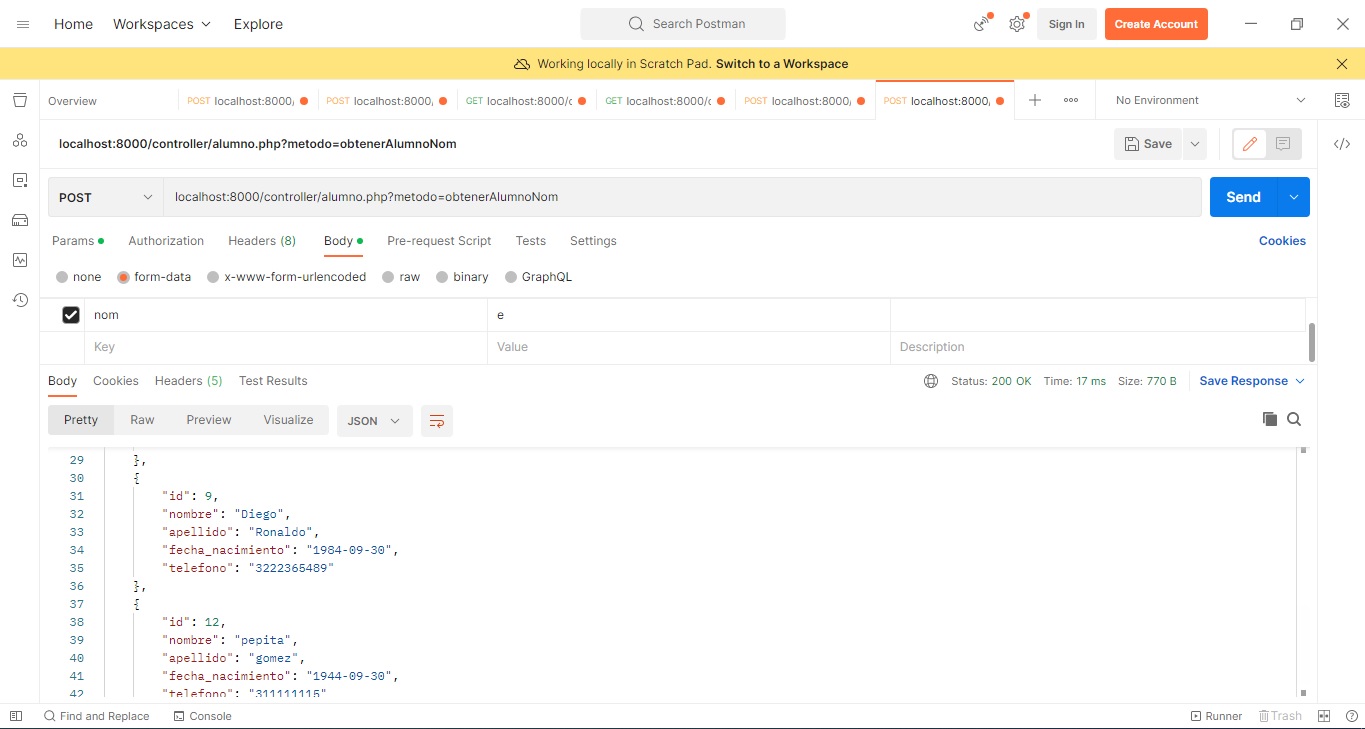 Home Workspaces Explore Search Postman Sign In Create Account
Working locally in Scratch Pad. Switch to a Workspace
Overview POST localhost:8000/ POST localhost:8000/ GET localhost:8000/c GET localhost:8000/c POST localhost:8000/ POST localhost:8000/ No Environment
localhost:8000/controller/alumno.php?metodo=obtenerAlumnoNom Save
POST localhost:8000/controller/alumno.php?metodo=obtenerAlumnoNom Send
Params Authorization Headers (8) Body Pre-request Script Tests Settings Cookies
none form-data x-www-form-urlencoded raw binary GraphQL
nom e
Key Value Description
Body Cookies Headers (5) Test Results Status: 200 OK Time: 17 ms Size: 770 B Save Response
Pretty Raw Preview Visualize JSON
29 },
30 {
31 "id": 9,
32 "nombre": "Diego",
33 "apellido": "Ronaldo",
34 "fecha_nacimiento": "1984-09-30",
35 "telefono": "3222365489"
36 },
37 {
38 "id": 12,
39 "nombre": "pepita",
40 "apellido": "gomez",
41 "fecha_nacimiento": "1944-09-30",
42 "telefono": "311111115"
Find and Replace Console Runner Trash